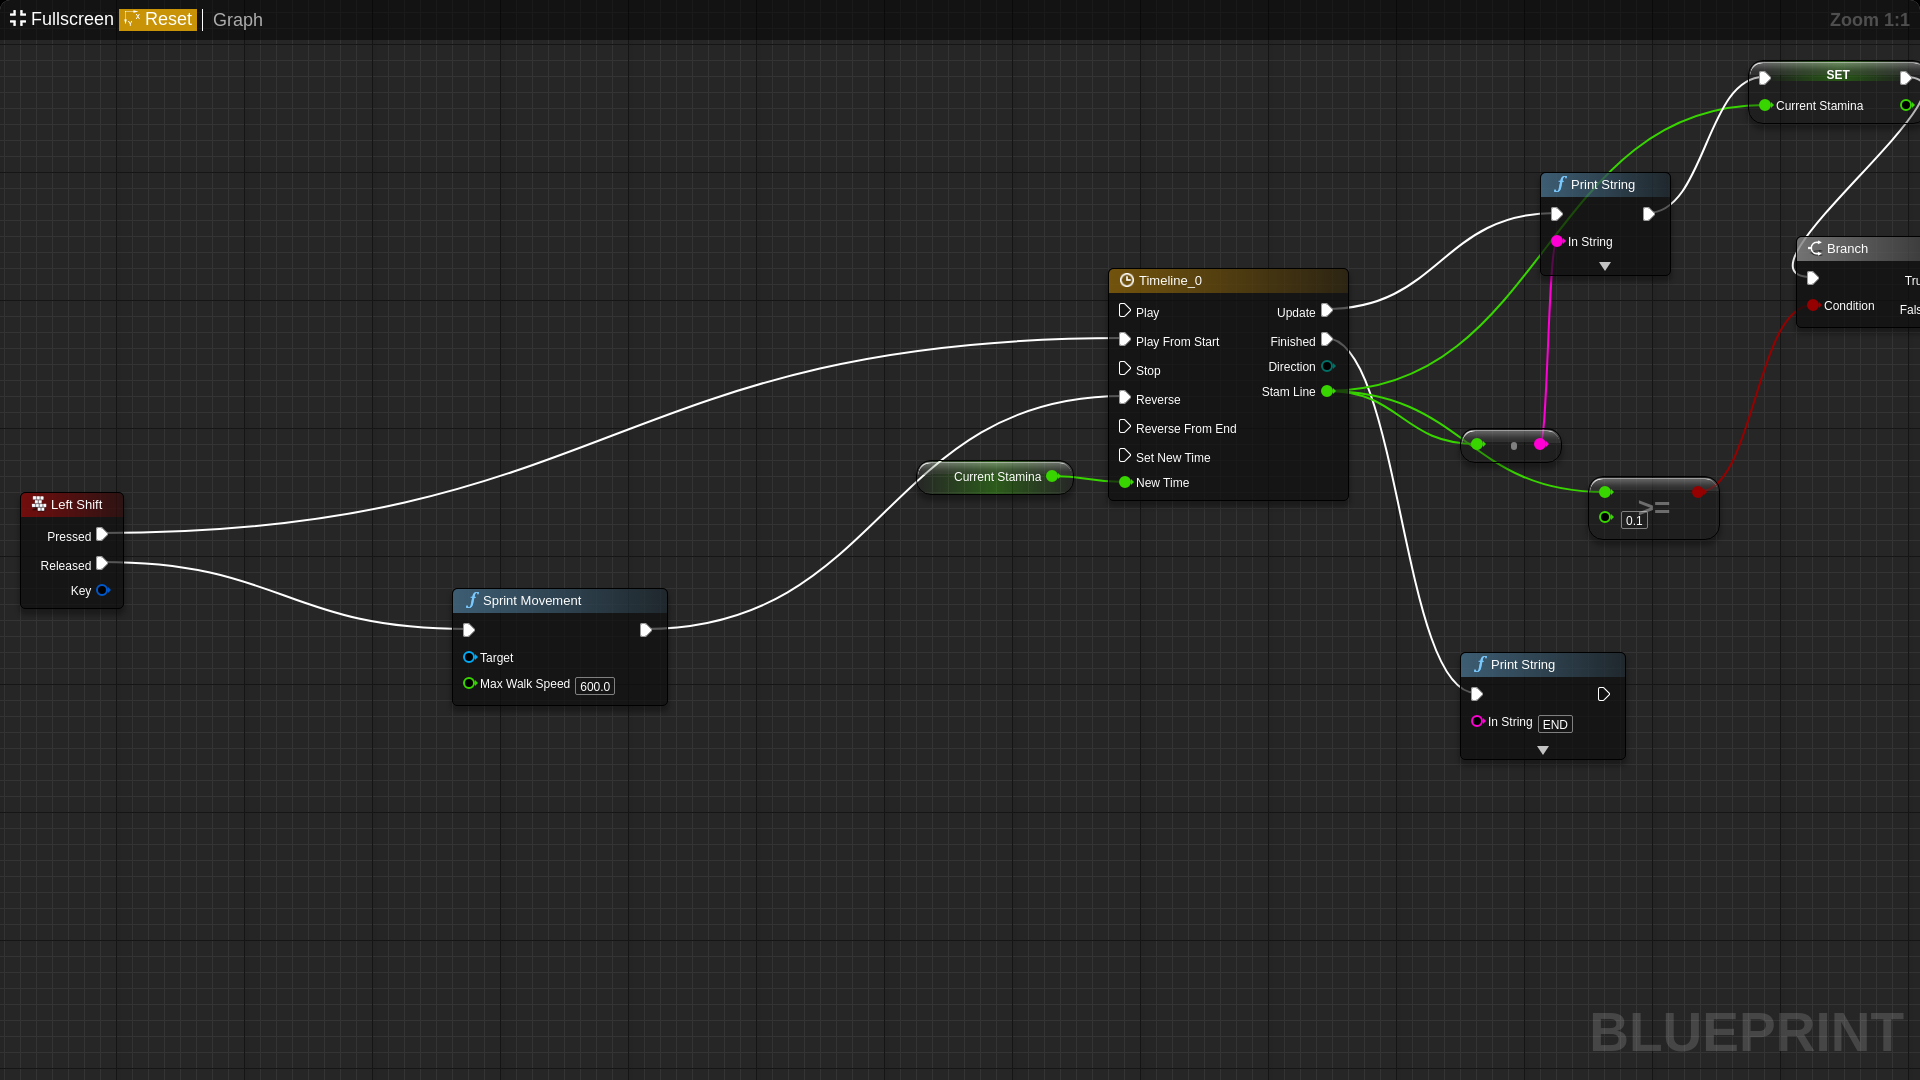 Fullscreen Reset Graph
Zoom 1:1
SET
Current Stamina
Print String
In String
Branch
Tru
Condition
Fals
Timeline_0
Play
Update
Play From Start
Finished
Stop
Direction
Reverse
Stam Line
Reverse From End
Set New Time
New Time
Current Stamina
>=
0.1
Left Shift
Pressed
Released
Key
Sprint Movement
Target
Max Walk Speed 600.0
Print String
In String END
BLUEPRINT